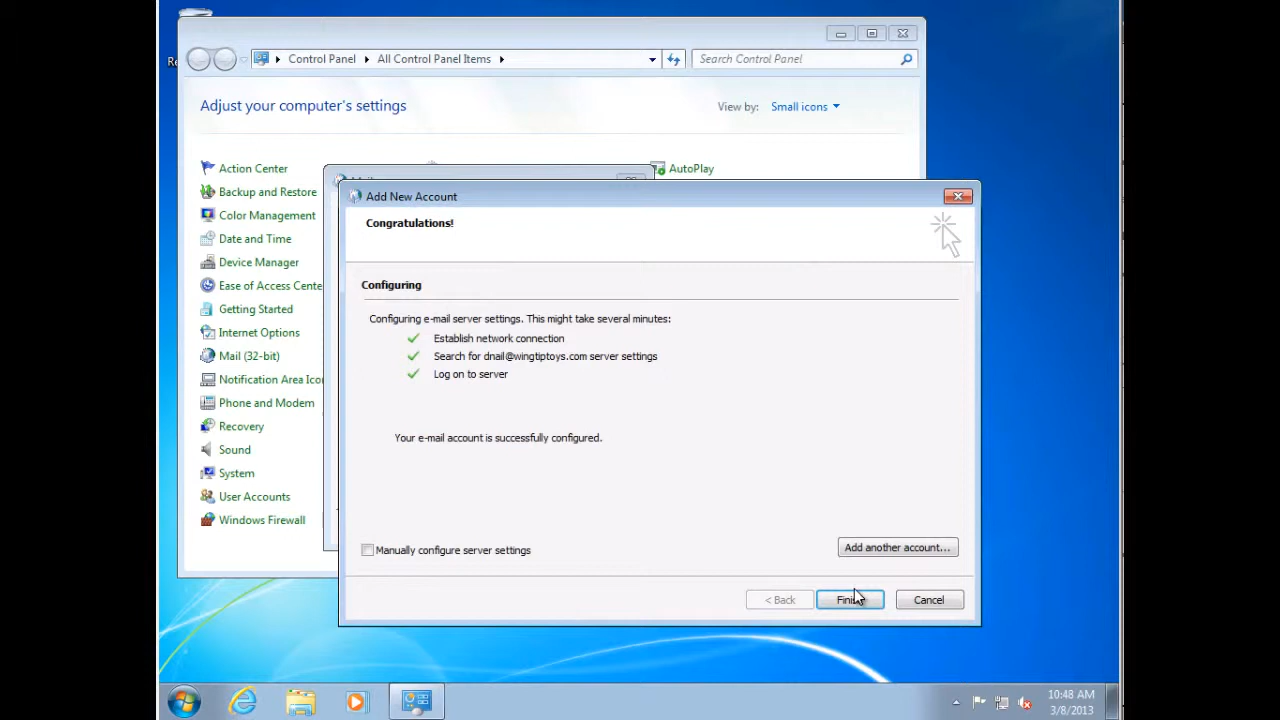 Control Panel
All Control Panel Items
Search Control Panel
Adjust your computer's settings
View by: Small icons
Action Center
AutoPlay
Backup and Restore
Color Management
Date and Time
Device Manager
Ease of Access Cente
Getting Started
Internet Options
Mail (32-bit)
Notification Area Ico
Phone and Modem
Recovery
Sound
System
User Accounts
Windows Firewall
Add New Account
Congratulations!
Configuring
Configuring e-mail server settings. This might take several minutes:
Establish network connection
Search for dnail@wingtiptoys.com server settings
Log on to server
Your e-mail account is successfully configured.
Manually configure server settings
Add another account...
< Back
Cancel
10:48 AM
3/8/2013